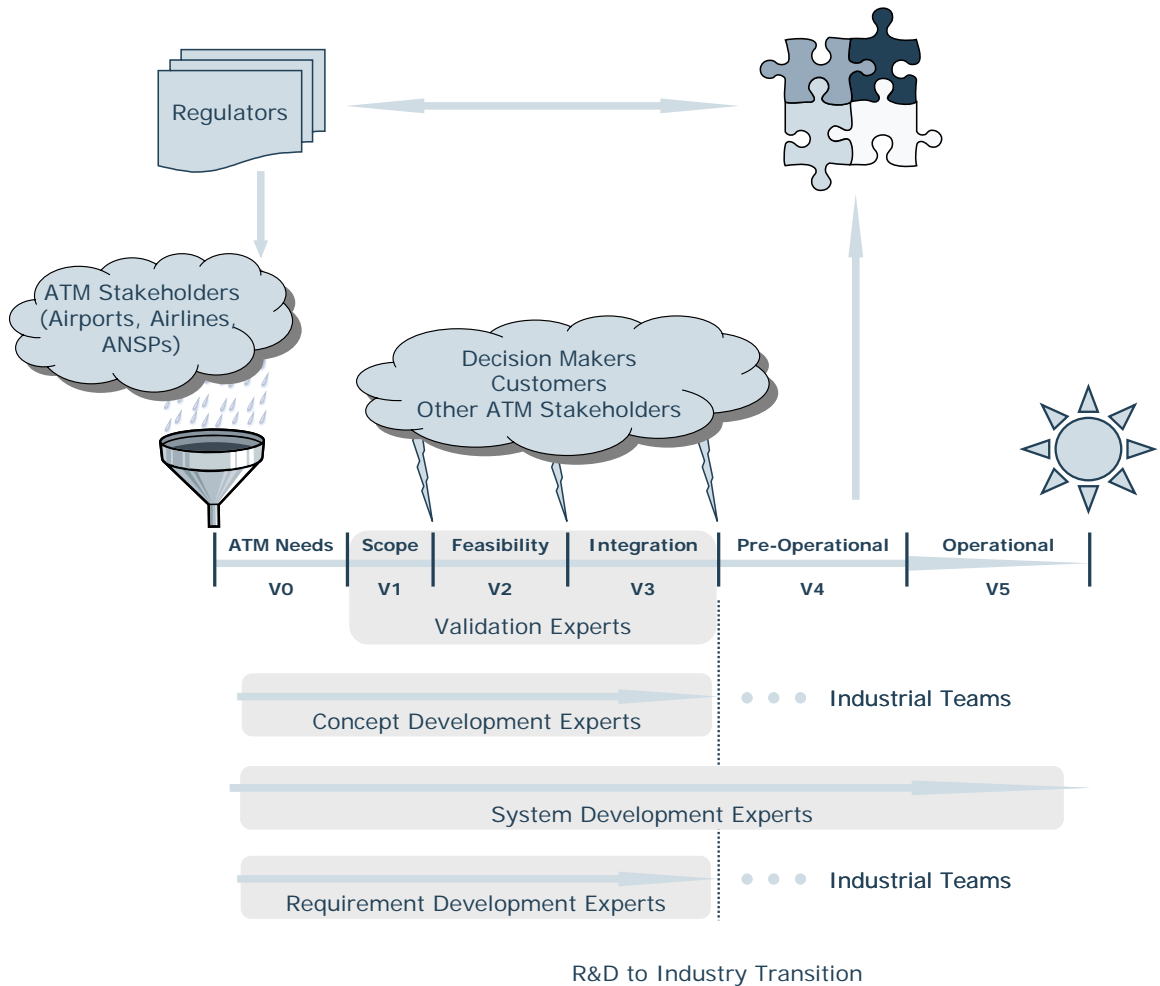 Regulators
ATM Stakeholders
(Airports, Airlines,
ANSPs)
Decision Makers
Customers
Other ATM Stakeholders
ATM Needs
Scope
Feasibility
Integration
Pre-Operational
Operational
V0
V1
V2
V3
V4
V5
Validation Experts
Concept Development Experts
Industrial Teams
System Development Experts
Requirement Development Experts
Industrial Teams
R&D to Industry Transition